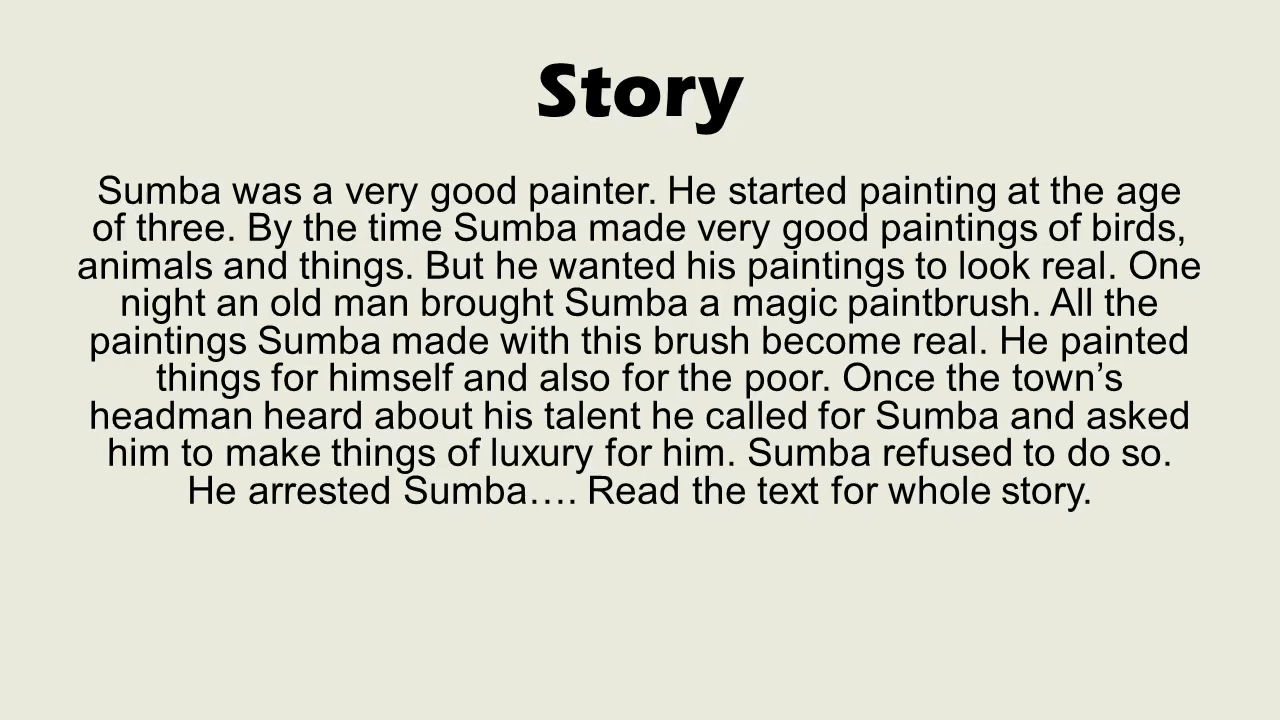 Story
Sumba was a very good painter. He started painting at the age
of three. By the time Sumba made very good paintings of birds,
animals and things. But he wanted his paintings to look real. One
night an old man brought Sumba a magic paintbrush. All the
paintings Sumba made with this brush become real. He painted
things for himself and also for the poor. Once the town’s
headman heard about his talent he called for Sumba and asked
him to make things of luxury for him. Sumba refused to do so.
He arrested Sumba…. Read the text for whole story.